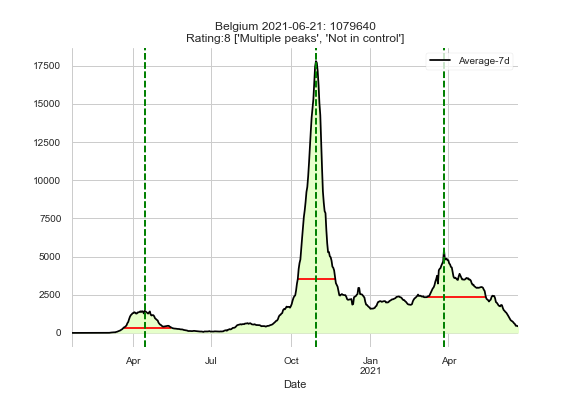 Belgium 2021-06-21: 1079640
Rating:8 ['Multiple peaks', 'Not in control']
Average-7d
17500
15000
12500
10000
7500
5000
2500
0
Apr
Jul
Oct
Jan
2021
Apr
Date